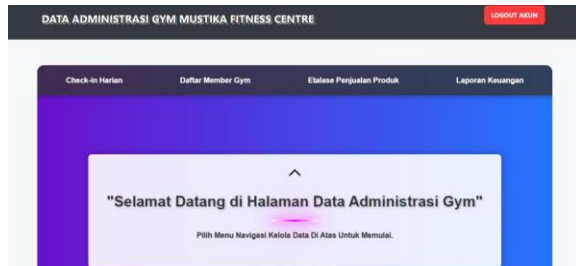 DATA ADMINISTRASI GYM MUSTIKA FITNESS CENTRE
LOGOUT AKUN
Check-in Harian Daftar Member Gym Etalase Penjualan Produk Laporan Keuangan
"Selamat Datang di Halaman Data Administrasi Gym"
Pilih Menu Navigasi Kelola Data Di Atas Untuk Memulai.